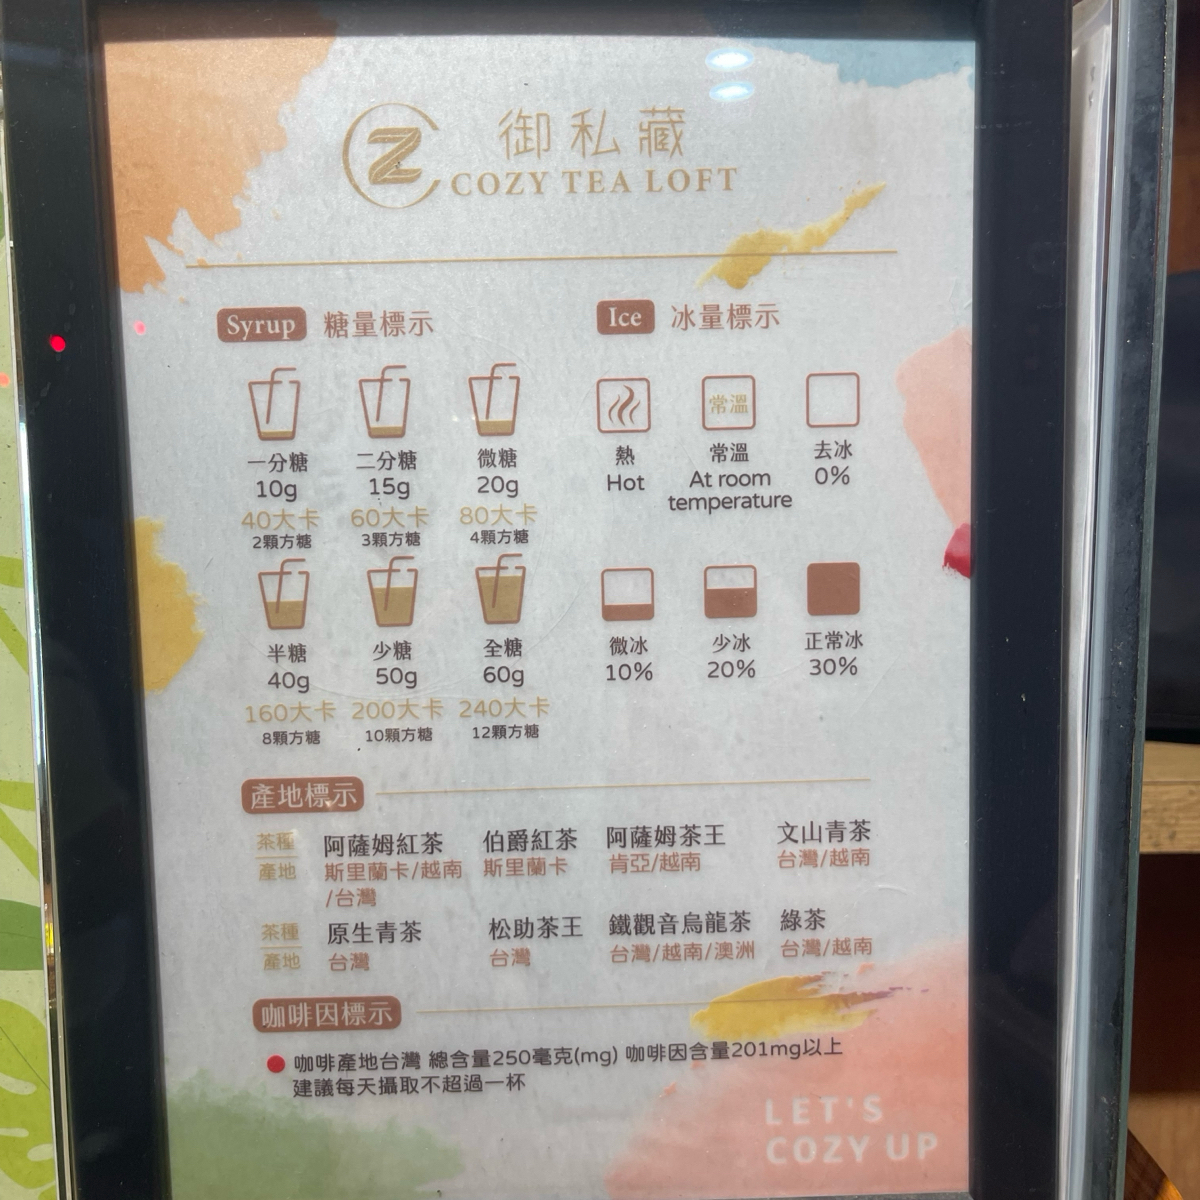 御私藏
COZY TEA LOFT
Syrup 糖量標示
一分糖 二分糖 微糖
10g 15g 20g
40大卡 60大卡 80大卡
2顆方糖 3顆方糖 4顆方糖
半糖 少糖 全糖
40g 50g 60g
160大卡 200大卡 240大卡
8顆方糖 10顆方糖 12顆方糖
Ice 冰量標示
常溫
熱 常溫 去冰
Hot At room 0%
temperature
微冰 少冰 正常冰
10% 20% 30%
產地標示
茶種 阿薩姆紅茶 伯爵紅茶 阿薩姆茶王 文山青茶
產地 斯里蘭卡/越南 斯里蘭卡 肯亞/越南 台灣/越南
/台灣
茶種 原生青茶 松助茶王 鐵觀音烏龍茶 綠茶
產地 台灣 台灣 台灣/越南/澳洲 台灣/越南
咖啡因標示
咖啡產地台灣 總含量250毫克(mg) 咖啡因含量201mg以上
建議每天攝取不超過一杯
LET'S
COZY UP